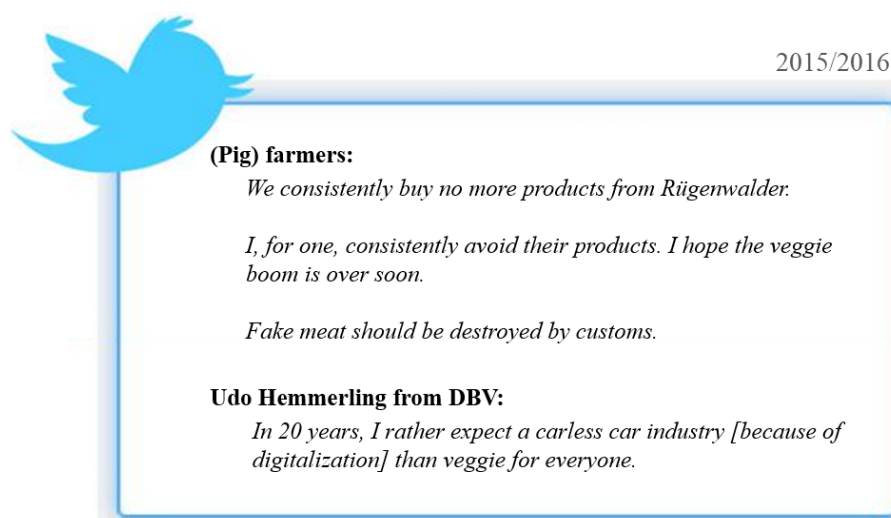 2015/2016
(Pig) farmers:
We consistently buy no more products from Rügenwalder.
I, for one, consistently avoid their products. I hope the veggie
boom is over soon.
Fake meat should be destroyed by customs.
Udo Hemmerling from DBV:
In 20 years, I rather expect a carless car industry [because of
digitalization] than veggie for everyone.